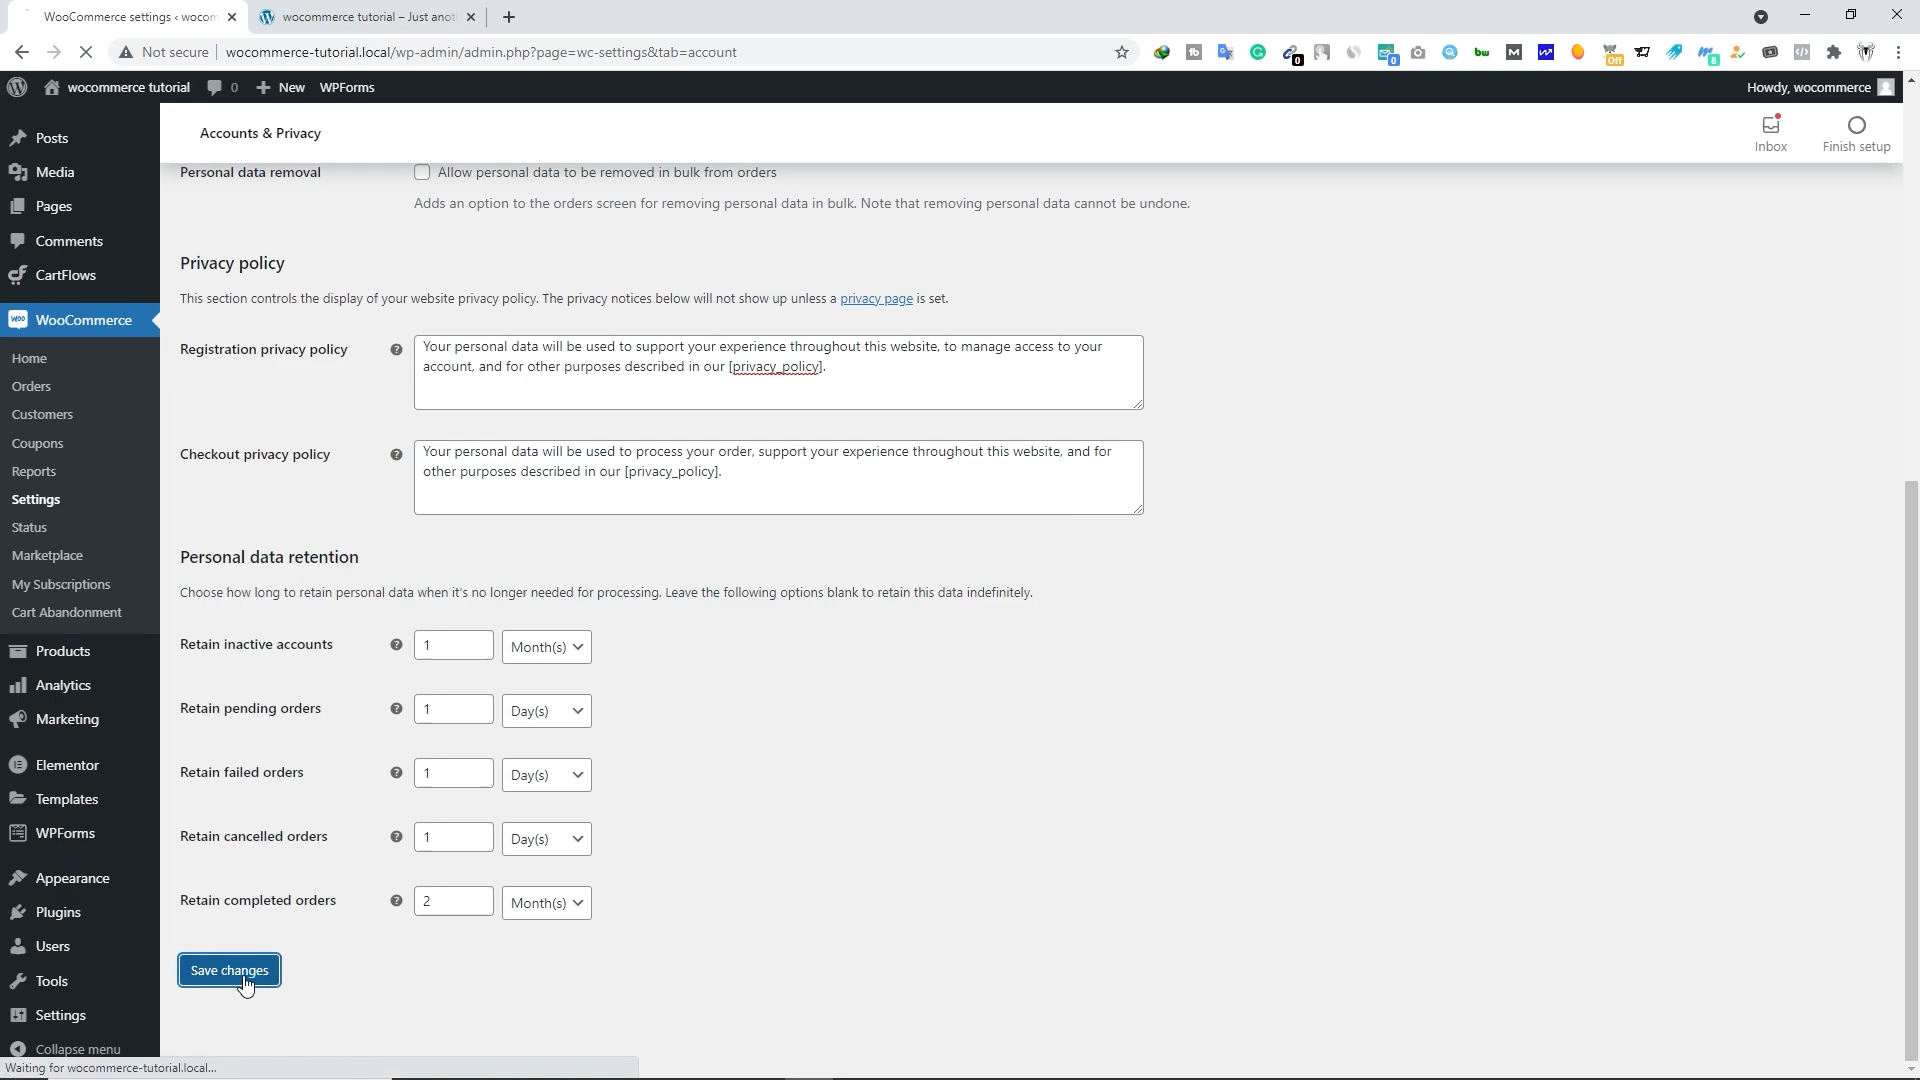 WooCommerce settings ‹ wocom
wocommerce tutorial – Just anot
Not secure
wocommerce-tutorial.local/wp-admin/admin.php?page=wc-settings&tab=account
wocommerce tutorial
0
New
WPForms
Howdy, wocommerce
Accounts & Privacy
Inbox
Finish setup
Posts
Media
Pages
Comments
CartFlows
WooCommerce
Home
Orders
Customers
Coupons
Reports
Settings
Status
Marketplace
My Subscriptions
Cart Abandonment
Products
Analytics
Marketing
Elementor
Templates
WPForms
Appearance
Plugins
Users
Tools
Settings
Collapse menu
Personal data removal
Allow personal data to be removed in bulk from orders
Adds an option to the orders screen for removing personal data in bulk. Note that removing personal data cannot be undone.
Privacy policy
This section controls the display of your website privacy policy. The privacy notices below will not show up unless a privacy page is set.
Registration privacy policy
Your personal data will be used to support your experience throughout this website, to manage access to your
account, and for other purposes described in our [privacy_policy].
Checkout privacy policy
Your personal data will be used to process your order, support your experience throughout this website, and for
other purposes described in our [privacy_policy].
Personal data retention
Choose how long to retain personal data when it's no longer needed for processing. Leave the following options blank to retain this data indefinitely.
Retain inactive accounts
1
Month(s)
Retain pending orders
1
Day(s)
Retain failed orders
1
Day(s)
Retain cancelled orders
1
Day(s)
Retain completed orders
2
Month(s)
Save changes
Waiting for wocommerce-tutorial.local...